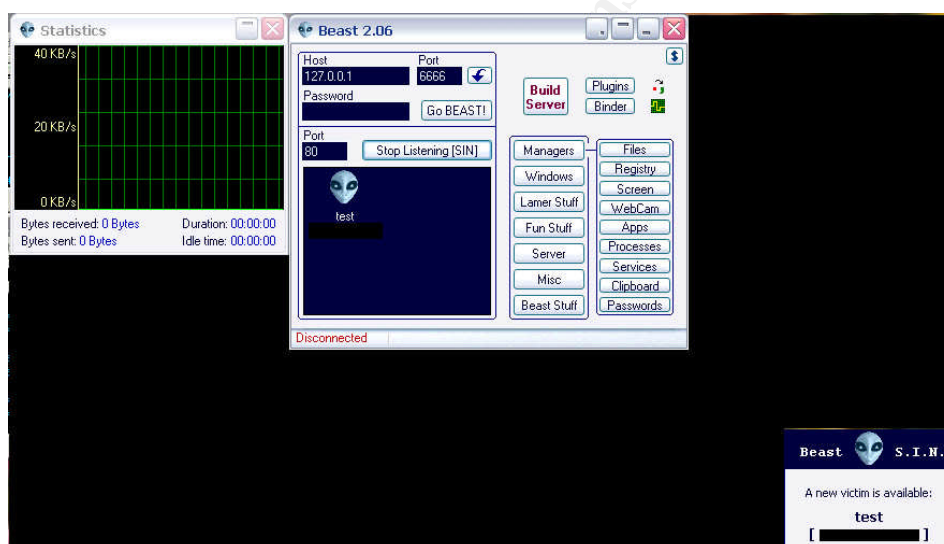 Statistics
40 KB/s
20 KB/s
0 KB/s
Bytes received: 0 Bytes
Duration: 00:00:00
Bytes sent: 0 Bytes
Idle time: 00:00:00
Beast 2.06
Host
Port
127.0.0.1
6666
Password
Go BEAST!
Port
80
Stop Listening [SIN]
test
Build
Server
Plugins
Binder
$
Managers
Windows
Lamer Stuff
Fun Stuff
Server
Misc
Beast Stuff
Files
Registry
Screen
WebCam
Apps
Processes
Services
Clipboard
Passwords
Disconnected
Beast S.I.N.
A new victim is available:
test
[ ]